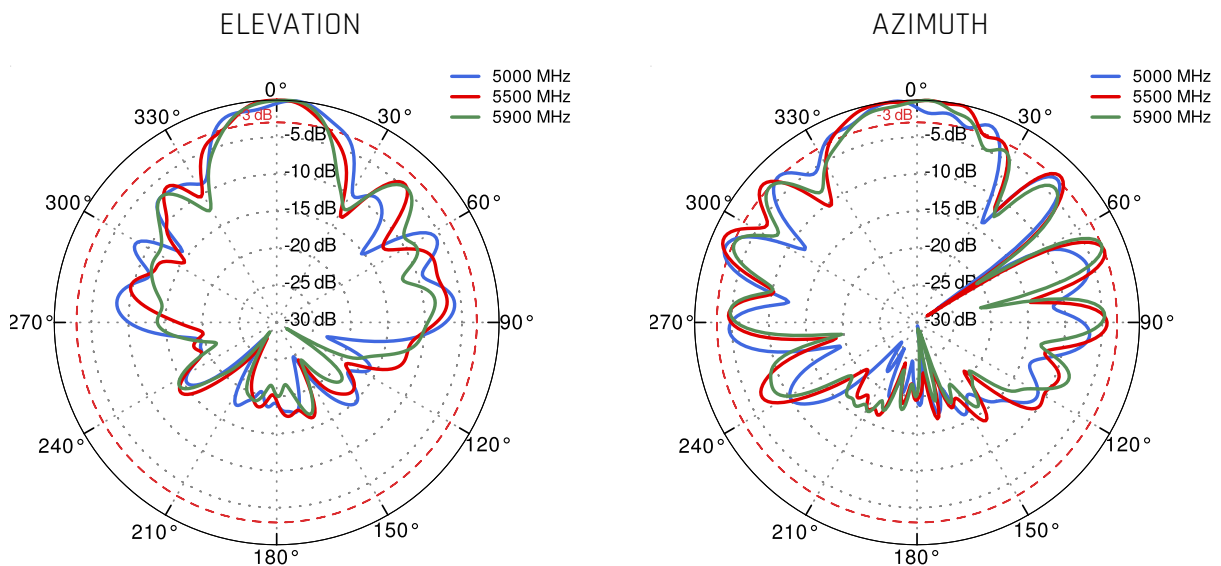 ELEVATION
5000 MHz
5500 MHz
5900 MHz
0°
-3 dB
330°
30°
-5 dB
-10 dB
300°
60°
-15 dB
-20 dB
-25 dB
270°
-30 dB
90°
240°
120°
210°
150°
180°
AZIMUTH
5000 MHz
5500 MHz
5900 MHz
0°
-3 dB
330°
30°
-5 dB
-10 dB
300°
60°
-15 dB
-20 dB
-25 dB
270°
-30 dB
90°
240°
120°
210°
150°
180°